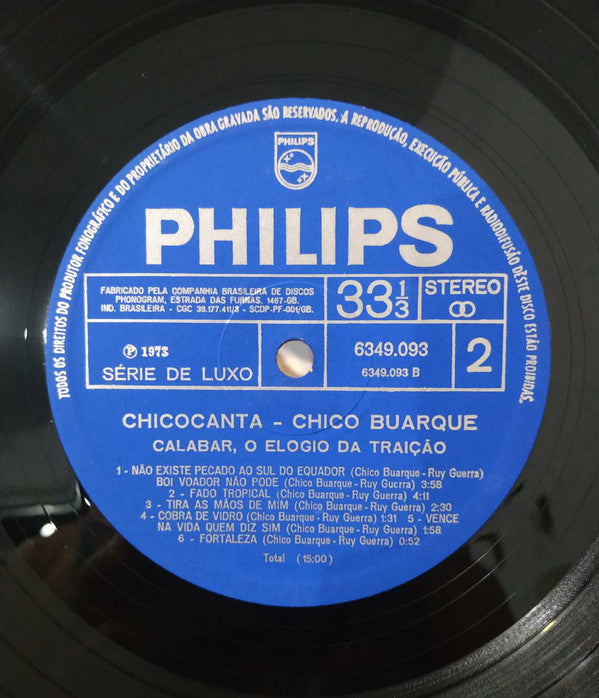 TODOS OS DIREITOS DO PRODUTOR FONOGRÁFICO E DO PROPRIETÁRIO DA OBRA GRAVADA SÃO RESERVADOS. A REPRODUÇÃO, EXECUÇÃO PÚBLICA E RADIODIFUSÃO DÊSTE DISCO ESTÃO PROIBIDAS.
PHILIPS
PHILIPS
FABRICADO PELA COMPANHIA BRASILEIRA DE DISCOS
PHONOGRAM, ESTRADA DAS FURNAS, 1467-GB.
IND. BRASILEIRA - CGC 33.177.411/2 - SCDP-PF-001/GB.
33 1/3
STEREO
℗ 1973
SÉRIE DE LUXO
6349.093
6349.093 B
2
CHICOCANTA - CHICO BUARQUE
CALABAR, O ELOGIO DA TRAIÇÃO
1 - NÃO EXISTE PECADO AO SUL DO EQUADOR (Chico Buarque - Ruy Guerra)
BOI VOADOR NÃO PODE (Chico Buarque - Ruy Guerra) 3:58
2 - FADO TROPICAL (Chico Buarque - Ruy Guerra) 4:11
3 - TIRA AS MÃOS DE MIM (Chico Buarque - Ruy Guerra) 2:30
4 - COBRA DE VIDRO (Chico Buarque - Ruy Guerra) 1:31 5 - VENCE
NA VIDA QUEM DIZ SIM (Chico Buarque - Ruy Guerra) 1:58
6 - FORTALEZA (Chico Buarque - Ruy Guerra) 0:52
Total (15:00)